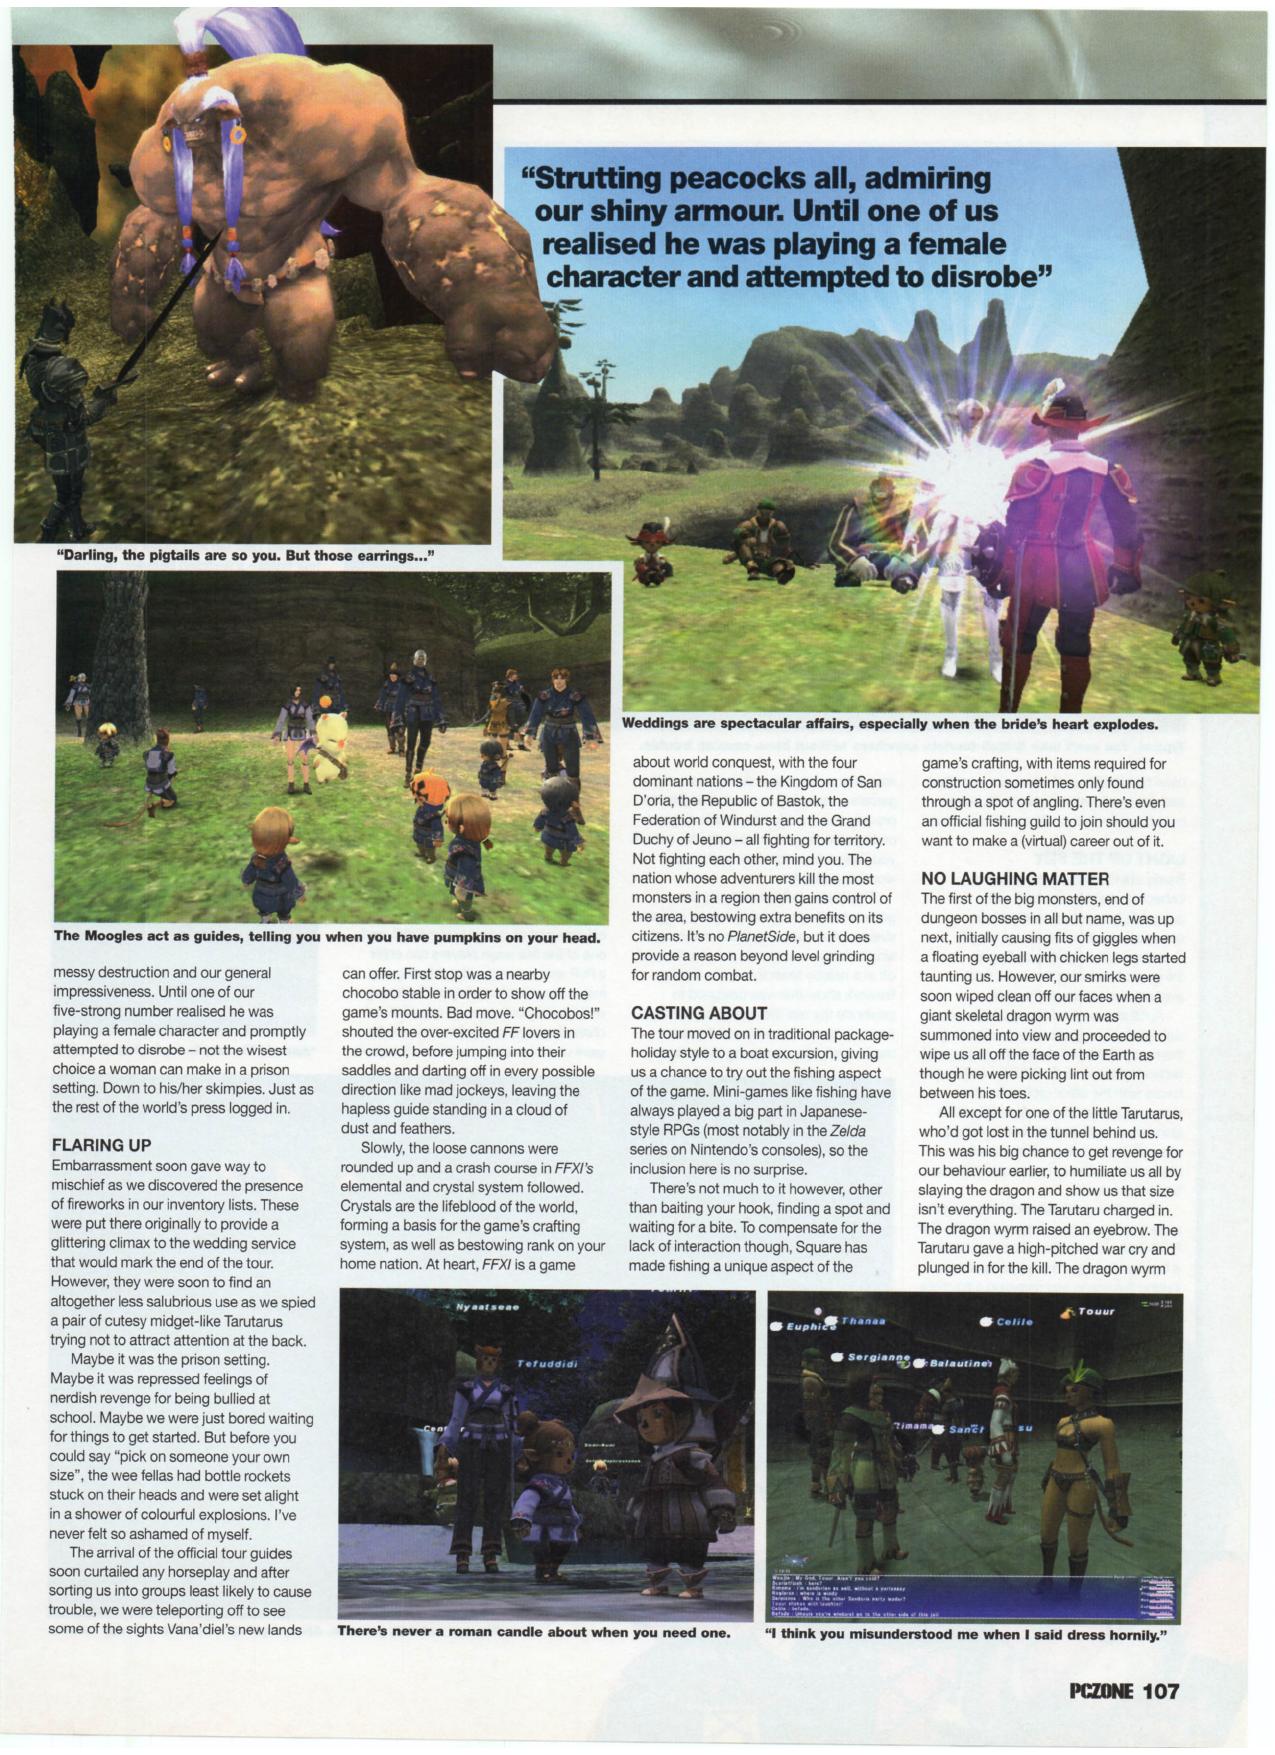 “Strutting peacocks all, admiring
our shiny armour. Until one of us
realised he was playing a female
character and attempted to disrobe”
“Darling, the pigtails are so you. But those earrings...”
Weddings are spectacular affairs, especially when the bride’s heart explodes.
The Moogles act as guides, telling you when you have pumpkins on your head.
messy destruction and our general
impressiveness. Until one of our
five-strong number realised he was
playing a female character and promptly
attempted to disrobe – not the wisest
choice a woman can make in a prison
setting. Down to his/her skimpies. Just as
the rest of the world’s press logged in.
FLARING UP
Embarrassment soon gave way to
mischief as we discovered the presence
of fireworks in our inventory lists. These
were put there originally to provide a
glittering climax to the wedding service
that would mark the end of the tour.
However, they were soon to find an
altogether less salubrious use as we spied
a pair of cutesy midget-like Tarutarus
trying not to attract attention at the back.
Maybe it was the prison setting.
Maybe it was repressed feelings of
nerdish revenge for being bullied at
school. Maybe we were just bored waiting
for things to get started. But before you
could say “pick on someone your own
size”, the wee fellas had bottle rockets
stuck on their heads and were set alight
in a shower of colourful explosions. I’ve
never felt so ashamed of myself.
The arrival of the official tour guides
soon curtailed any horseplay and after
sorting us into groups least likely to cause
trouble, we were teleporting off to see
some of the sights Vana’diel’s new lands
can offer. First stop was a nearby
chocobo stable in order to show off the
game’s mounts. Bad move. “Chocobos!”
shouted the over-excited FF lovers in
the crowd, before jumping into their
saddles and darting off in every possible
direction like mad jockeys, leaving the
hapless guide standing in a cloud of
dust and feathers.
Slowly, the loose cannons were
rounded up and a crash course in FFXI’s
elemental and crystal system followed.
Crystals are the lifeblood of the world,
forming a basis for the game’s crafting
system, as well as bestowing rank on your
home nation. At heart, FFXI is a game
about world conquest, with the four
dominant nations – the Kingdom of San
D’oria, the Republic of Bastok, the
Federation of Windurst and the Grand
Duchy of Jeuno – all fighting for territory.
Not fighting each other, mind you. The
nation whose adventurers kill the most
monsters in a region then gains control of
the area, bestowing extra benefits on its
citizens. It’s no PlanetSide, but it does
provide a reason beyond level grinding
for random combat.
CASTING ABOUT
The tour moved on in traditional package-
holiday style to a boat excursion, giving
us a chance to try out the fishing aspect
of the game. Mini-games like fishing have
always played a big part in Japanese-
style RPGs (most notably in the Zelda
series on Nintendo’s consoles), so the
inclusion here is no surprise.
There’s not much to it however, other
than baiting your hook, finding a spot and
waiting for a bite. To compensate for the
lack of interaction though, Square has
made fishing a unique aspect of the
game’s crafting, with items required for
construction sometimes only found
through a spot of angling. There’s even
an official fishing guild to join should you
want to make a (virtual) career out of it.
NO LAUGHING MATTER
The first of the big monsters, end of
dungeon bosses in all but name, was up
next, initially causing fits of giggles when
a floating eyeball with chicken legs started
taunting us. However, our smirks were
soon wiped clean off our faces when a
giant skeletal dragon wyrm was
summoned into view and proceeded to
wipe us all off the face of the Earth as
though he were picking lint out from
between his toes.
All except for one of the little Tarutarus,
who’d got lost in the tunnel behind us.
This was his big chance to get revenge for
our behaviour earlier, to humiliate us all by
slaying the dragon and show us that size
isn’t everything. The Tarutaru charged in.
The dragon wyrm raised an eyebrow. The
Tarutaru gave a high-pitched war cry and
plunged in for the kill. The dragon wyrm
Nyaatseae
Tefuddidi
Euphice
Thanaa
Celile
Touur
Sergianne
Balautine
There’s never a roman candle about when you need one.
“I think you misunderstood me when I said dress hornily.”
PCZONE 107